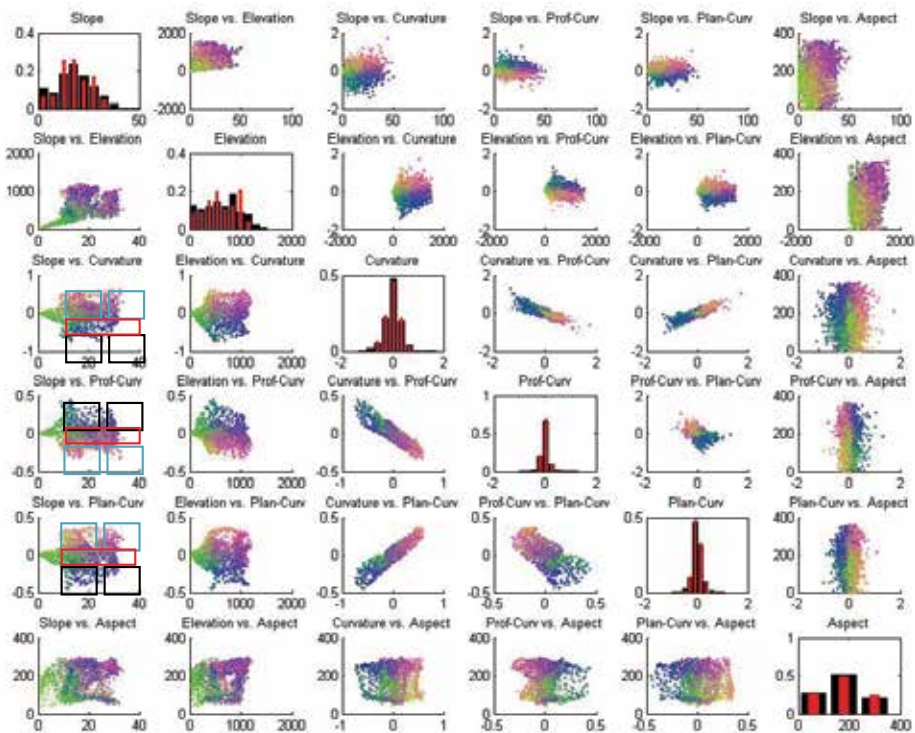 Slope Slope vs. Elevation Slope vs. Curvature Slope vs. Prof-Curv Slope vs. Plan-Curv Slope vs. Aspect
0.4 2000 2 2 2 400
0.2 0 0 0 0 200
0 -2000 -2 -2 -2 0
0 50 0 50 100 0 50 100 0 50 100 0 50 100 0 50 100
Slope vs. Elevation Elevation Elevation vs. Curvature Elevation vs. Prof-Curv Elevation vs. Plan-Curv Elevation vs. Aspect
2000 0.4 2 2 2 400
1000 0.2 0 0 0 200
0 0 -2 -2 -2 0
0 20 40 0 1000 2000 -2000 0 2000 -2000 0 2000 -2000 0 2000 -2000 0 2000
Slope vs. Curvature Elevation vs. Curvature Curvature Curvature vs. Prof-Curv Curvature vs. Plan-Curv Curvature vs. Aspect
1 1 0.5 2 2 400
0 0 0 0 200
-1 -1 0 -2 -2 0
0 20 40 0 1000 2000 -2 0 2 -2 0 2 -2 0 2 -2 0 2
Slope vs. Prof-Curv Elevation vs. Prof-Curv Curvature vs. Prof-Curv Prof-Curv Prof-Curv vs. Plan-Curv Prof-Curv vs. Aspect
0.5 0.5 0.5 1 2 400
0 0 0 0.5 0 200
-0.5 -0.5 -0.5 0 -2 0
0 20 40 0 1000 2000 -1 0 1 -2 0 2 -2 0 2 -2 0 2
Slope vs. Plan-Curv Elevation vs. Plan-Curv Curvature vs. Plan-Curv Prof-Curv vs. Plan-Curv Plan-Curv Plan-Curv vs. Aspect
0.5 0.5 0.5 0.5 0.5 400
0 0 0 0 200
-0.5 -0.5 -0.5 -0.5 0 0
0 20 40 0 1000 2000 -1 0 1 -0.5 0 0.5 -2 0 2 -2 0 2
Slope vs. Aspect Elevation vs. Aspect Curvature vs. Aspect Prof-Curv vs. Aspect Plan-Curv vs. Aspect Aspect
400 400 400 400 400 1
200 200 200 200 200 0.5
0 0 0 0 0 0
0 20 40 0 1000 2000 -1 0 1 -0.5 0 0.5 -0.5 0 0.5 0 200 400